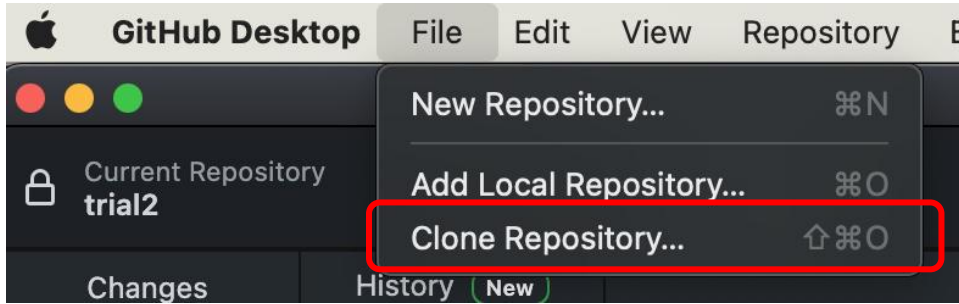 GitHub Desktop File Edit View Repository
New Repository... ⌘N
Current Repository
trial2
Add Local Repository... ⌘O
Clone Repository... ⇧⌘O
Changes History New